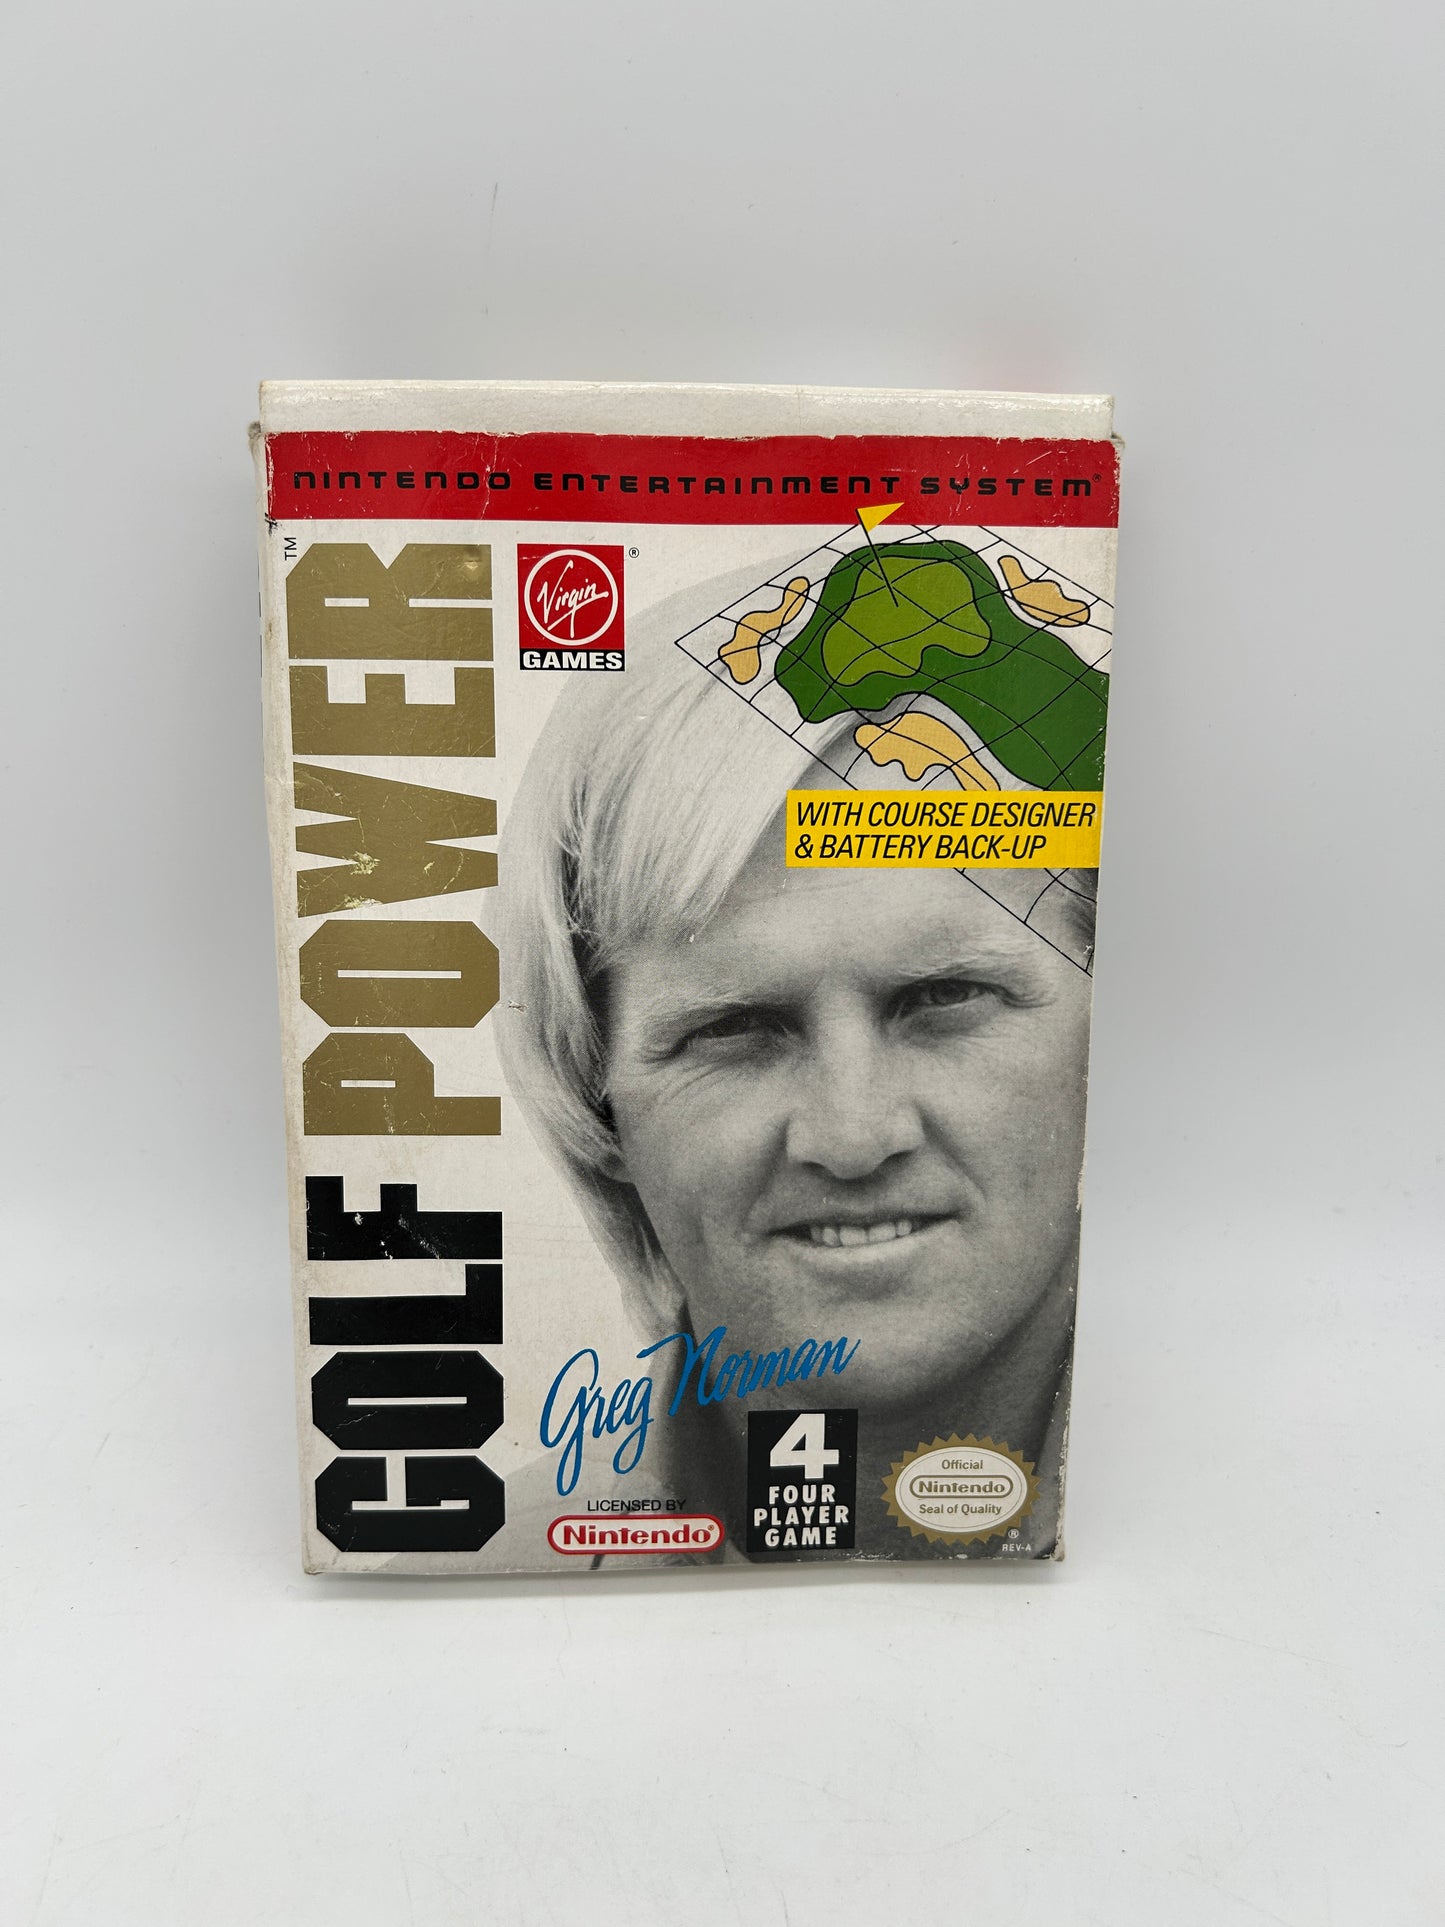 NINTENDO ENTERTAINMENT SYSTEM®
GOLF POWER™
Virgin®
GAMES
WITH COURSE DESIGNER
& BATTERY BACK-UP
Greg Norman
LICENSED BY
Nintendo®
4
FOUR
PLAYER
GAME
Official
Nintendo
Seal of Quality
®
REV-A